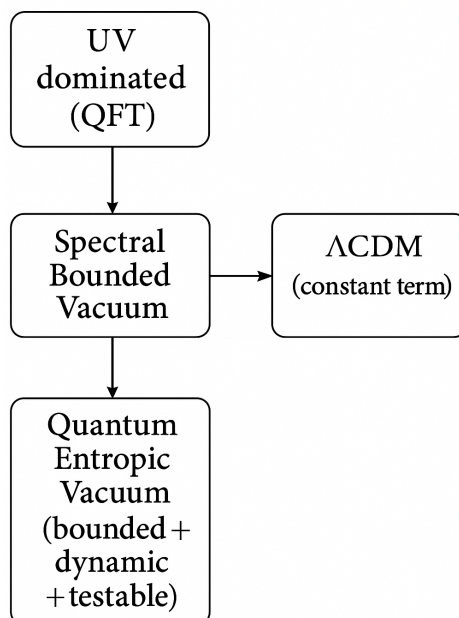 UV
dominated
(QFT)
Spectral
Bounded
Vacuum
ΛCDM
(constant term)
Quantum
Entropic
Vacuum
(bounded +
dynamic
+ testable)